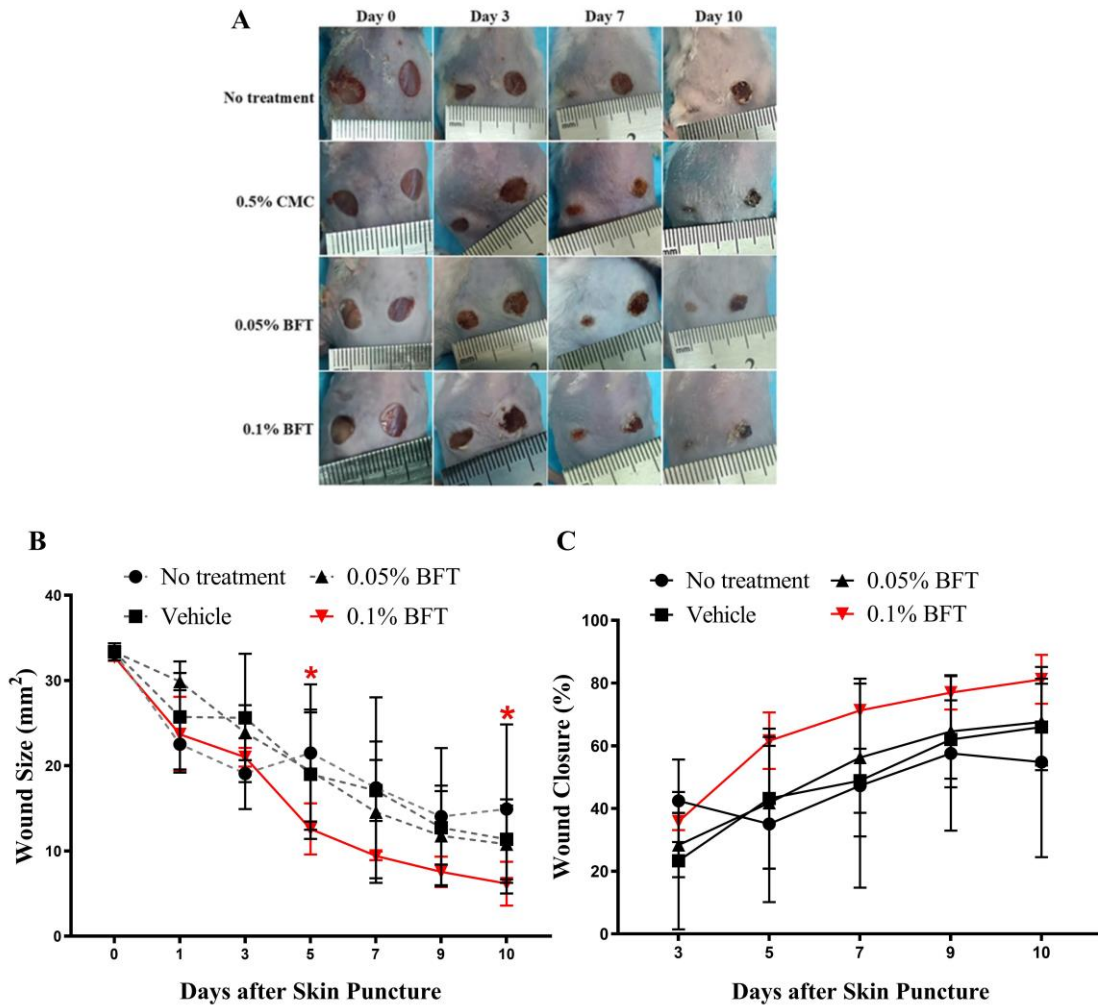 A
Day 0 Day 3 Day 7 Day 10
No treatment
0.5% CMC
0.05% BFT
0.1% BFT
B
No treatment 0.05% BFT
Vehicle 0.1% BFT
Wound Size (mm²)
40
30
20
10
0
* *
0 1 3 5 7 9 10
Days after Skin Puncture
C
No treatment 0.05% BFT
Vehicle 0.1% BFT
Wound Closure (%)
100
80
60
40
20
0
3 5 7 9 10
Days after Skin Puncture